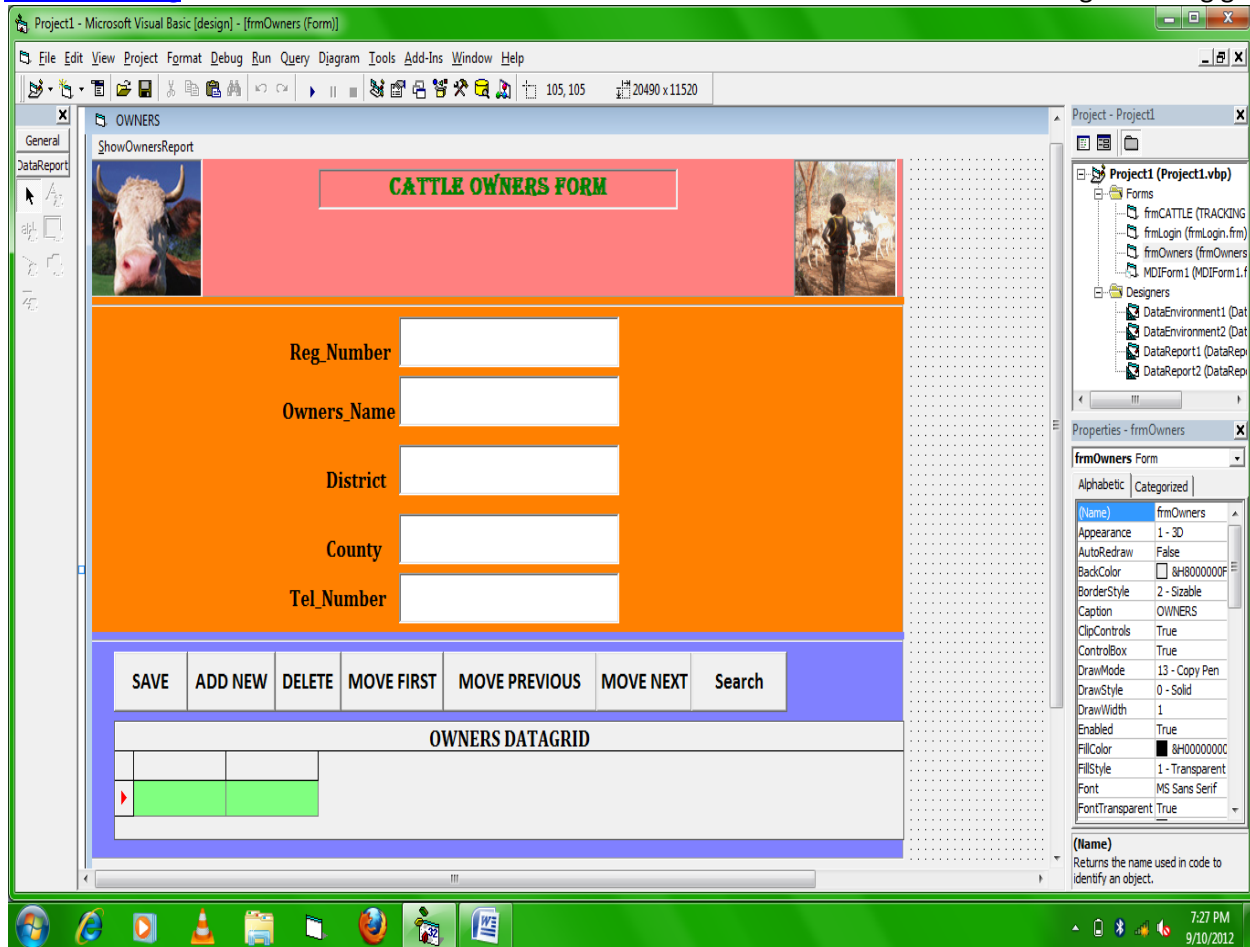 Project1 - Microsoft Visual Basic [design] - [frmOwners (Form)]
File Edit View Project Format Debug Run Query Diagram Tools Add-Ins Window Help
105, 105 20490 x 11520
General
DataReport
OWNERS
ShowOwnersReport
CATTLE OWNERS FORM
Reg_Number
Owners_Name
District
County
Tel_Number
SAVE ADD NEW DELETE MOVE FIRST MOVE PREVIOUS MOVE NEXT Search
OWNERS DATAGRID
Project - Project1
Project1 (Project1.vbp)
Forms
frmCATTLE (TRACKING
frmLogin (frmLogin.frm)
frmOwners (frmOwners
MDIForm1 (MDIForm1.f
Designers
DataEnvironment1 (Dat
DataEnvironment2 (Dat
DataReport1 (DataRep
DataReport2 (DataRep
Properties - frmOwners
frmOwners Form
Alphabetic Categorized
(Name) frmOwners
Appearance 1 - 3D
AutoRedraw False
BackColor &H8000000F
BorderStyle 2 - Sizable
Caption OWNERS
ClipControls True
ControlBox True
DrawMode 13 - Copy Pen
DrawStyle 0 - Solid
DrawWidth 1
Enabled True
FillColor &H00000000
FillStyle 1 - Transparent
Font MS Sans Serif
FontTransparent True
(Name)
Returns the name used in code to
identify an object.
7:27 PM
9/10/2012